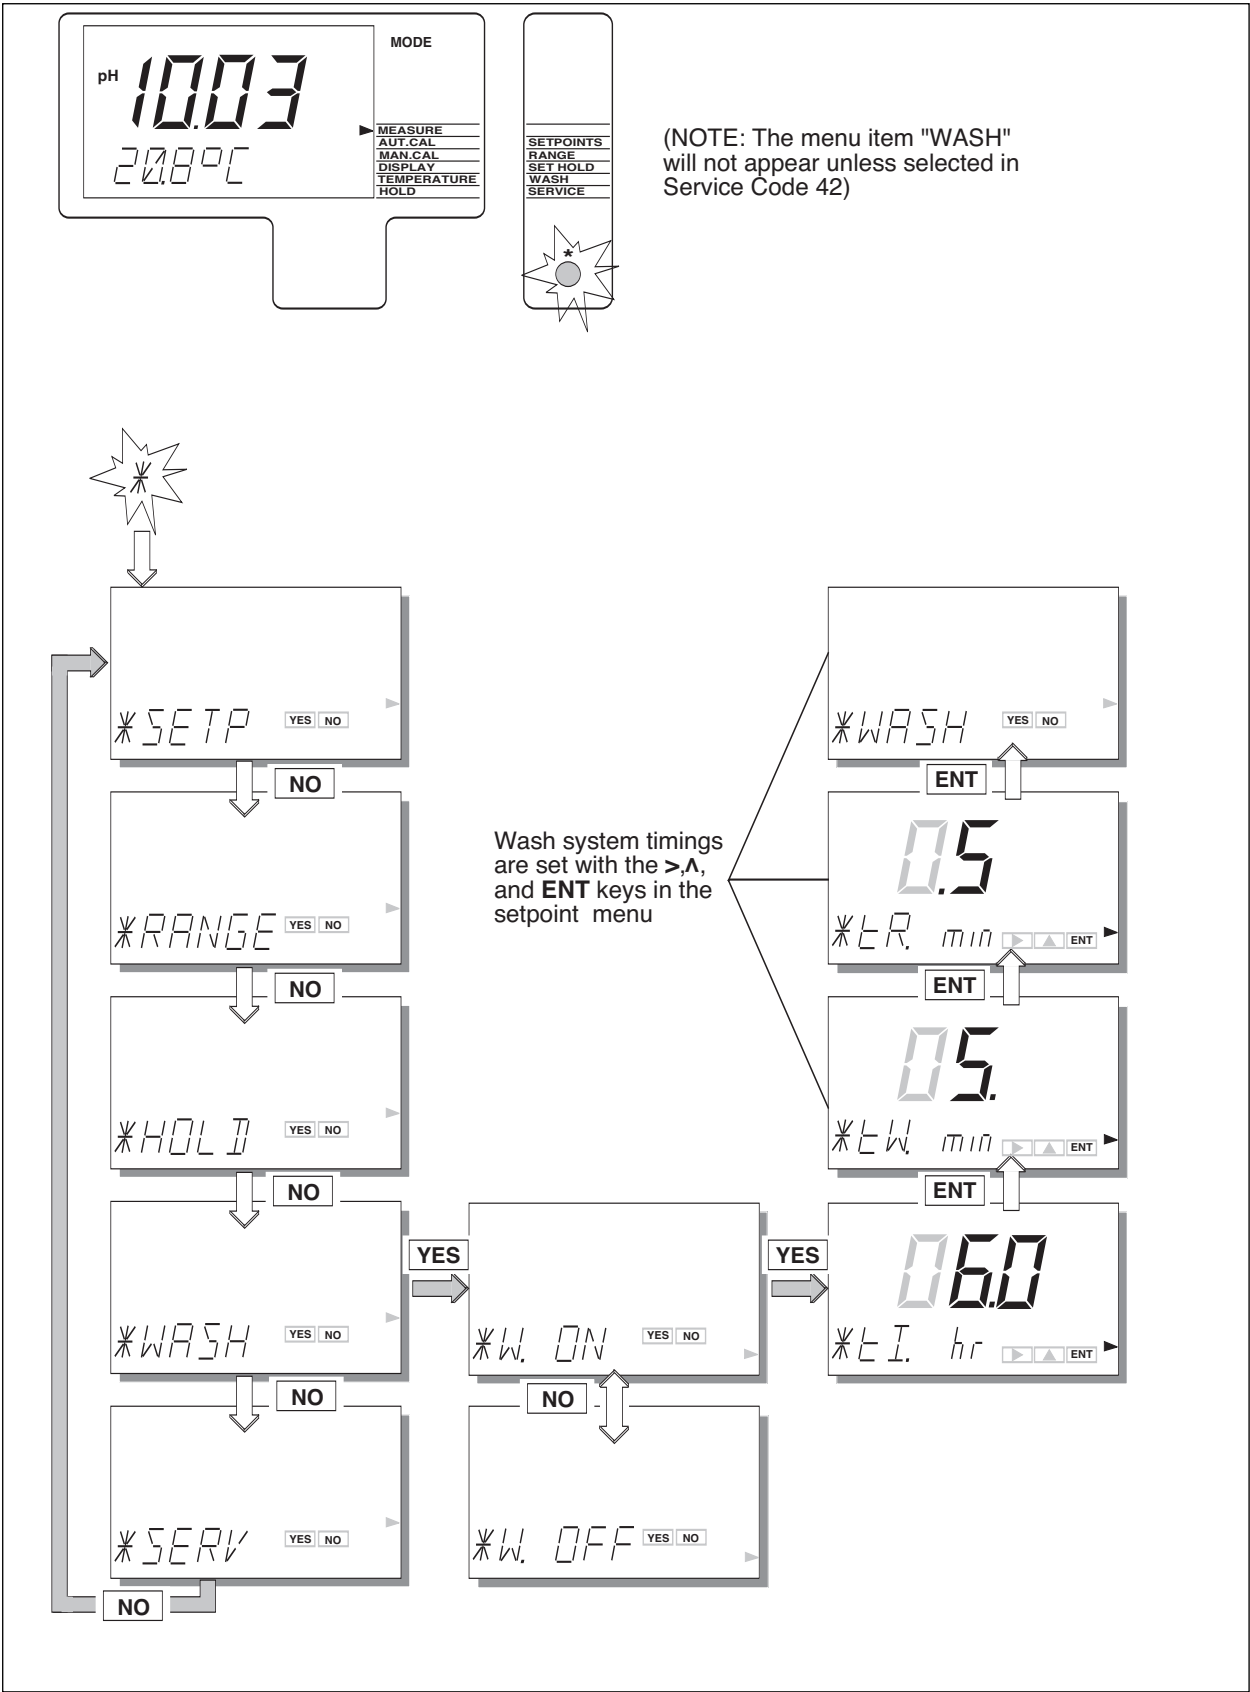 MODE
pH 10.03
20.8°C
MEASURE
AUT.CAL
MAN.CAL
DISPLAY
TEMPERATURE
HOLD
SETPOINTS
RANGE
SET HOLD
WASH
SERVICE
*
(NOTE: The menu item "WASH"
will not appear unless selected in
Service Code 42)
*
*SETP YES NO
NO
*RANGE YES NO
NO
*HOLD YES NO
NO
*WASH YES NO
NO
*SERV YES NO
NO
YES
*W. ON YES NO
NO
*W. OFF YES NO
YES
Wash system timings
are set with the >,ʌ,
and ENT keys in the
setpoint menu
*WASH YES NO
ENT
0.5
*tR. min ENT
ENT
05.
*tW. min ENT
ENT
06.0
*tI. hr ENT